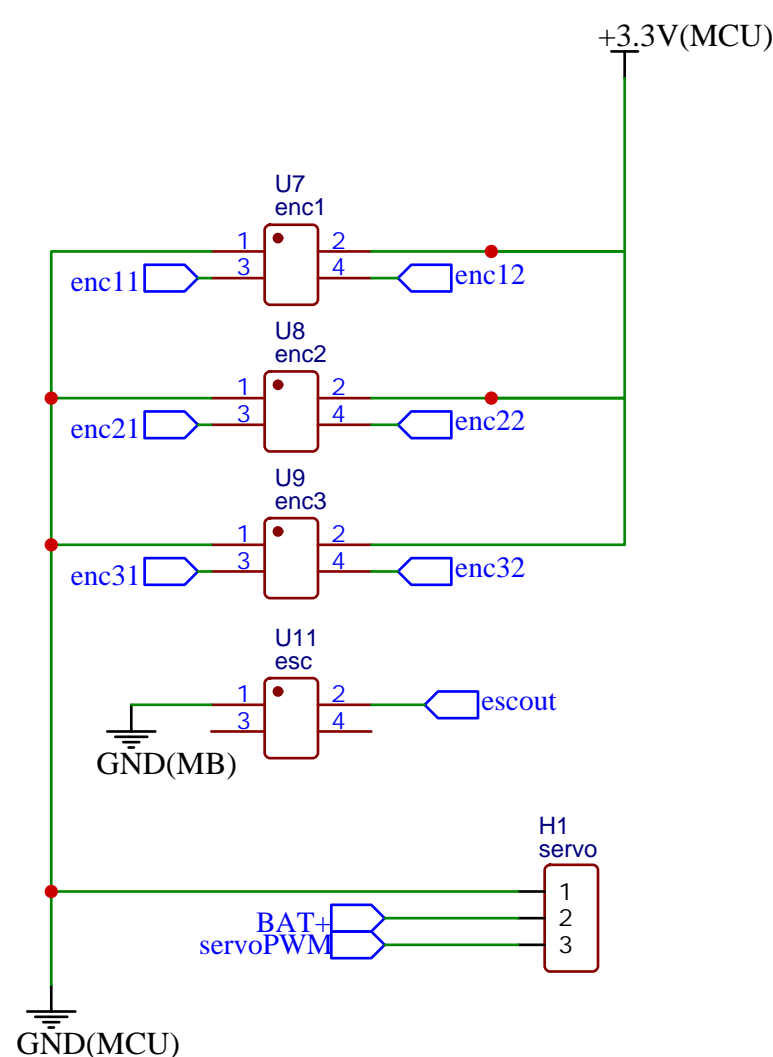 +3.3V(MCU)
U7
enc1
1 2
enc11 3 4 enc12
U8
enc2
1 2
enc21 3 4 enc22
U9
enc3
1 2
enc31 3 4 enc32
U11
esc
1 2 escout
3 4
GND(MB)
H1
servo
1
BAT+ 2
servoPWM 3
GND(MCU)